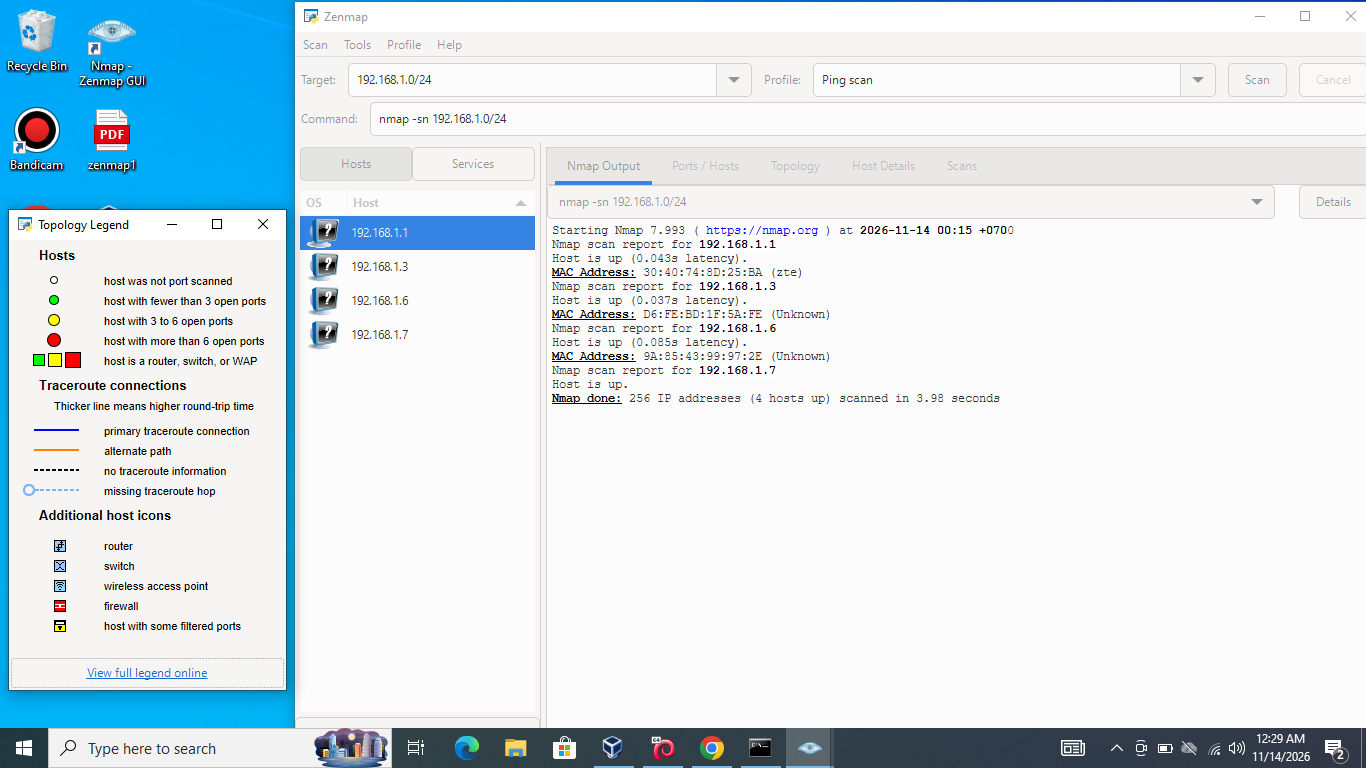 Recycle Bin
Nmap -
Zenmap GUI
Bandicam
PDF
zenmap1
Topology Legend
Hosts
host was not port scanned
host with fewer than 3 open ports
host with 3 to 6 open ports
host with more than 6 open ports
host is a router, switch, or WAP
Traceroute connections
Thicker line means higher round-trip time
primary traceroute connection
alternate path
no traceroute information
missing traceroute hop
Additional host icons
router
switch
wireless access point
firewall
host with some filtered ports
View full legend online
Zenmap
Scan Tools Profile Help
Target: 192.168.1.0/24 Profile: Ping scan Scan Cancel
Command: nmap -sn 192.168.1.0/24
Hosts Services
OS Host
192.168.1.1
192.168.1.3
192.168.1.6
192.168.1.7
Nmap Output Ports / Hosts Topology Host Details Scans
nmap -sn 192.168.1.0/24 Details
Starting Nmap 7.993 ( https://nmap.org ) at 2026-11-14 00:15 +0700
Nmap scan report for 192.168.1.1
Host is up (0.043s latency).
MAC Address: 30:40:74:8D:25:BA (zte)
Nmap scan report for 192.168.1.3
Host is up (0.037s latency).
MAC Address: D6:FE:BD:1F:5A:FE (Unknown)
Nmap scan report for 192.168.1.6
Host is up (0.085s latency).
MAC Address: 9A:85:43:99:97:2E (Unknown)
Nmap scan report for 192.168.1.7
Host is up.
Nmap done: 256 IP addresses (4 hosts up) scanned in 3.98 seconds
Type here to search
64
12:29 AM
11/14/2026
2